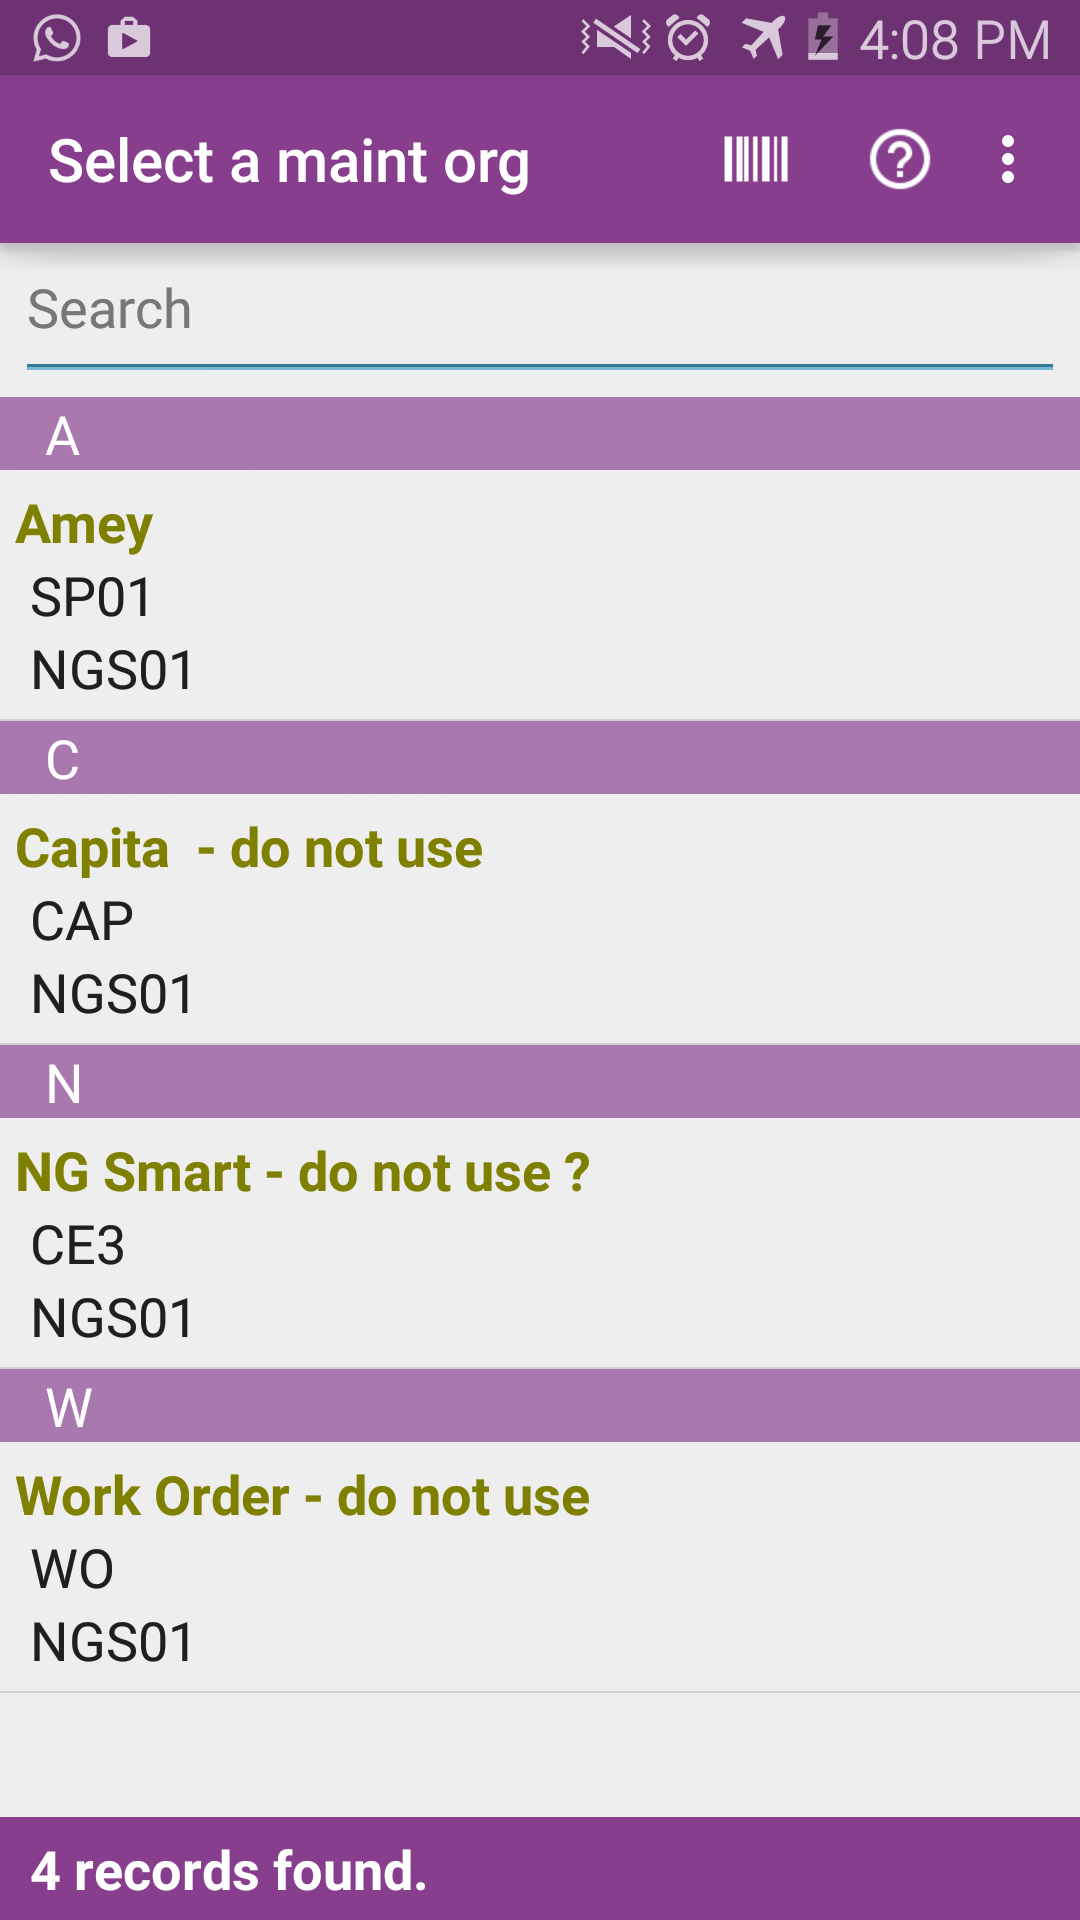 4:08 PM
Select a maint org
Search
A
Amey
SP01
NGS01
C
Capita  - do not use
CAP
NGS01
N
NG Smart - do not use ?
CE3
NGS01
W
Work Order - do not use
WO
NGS01
4 records found.